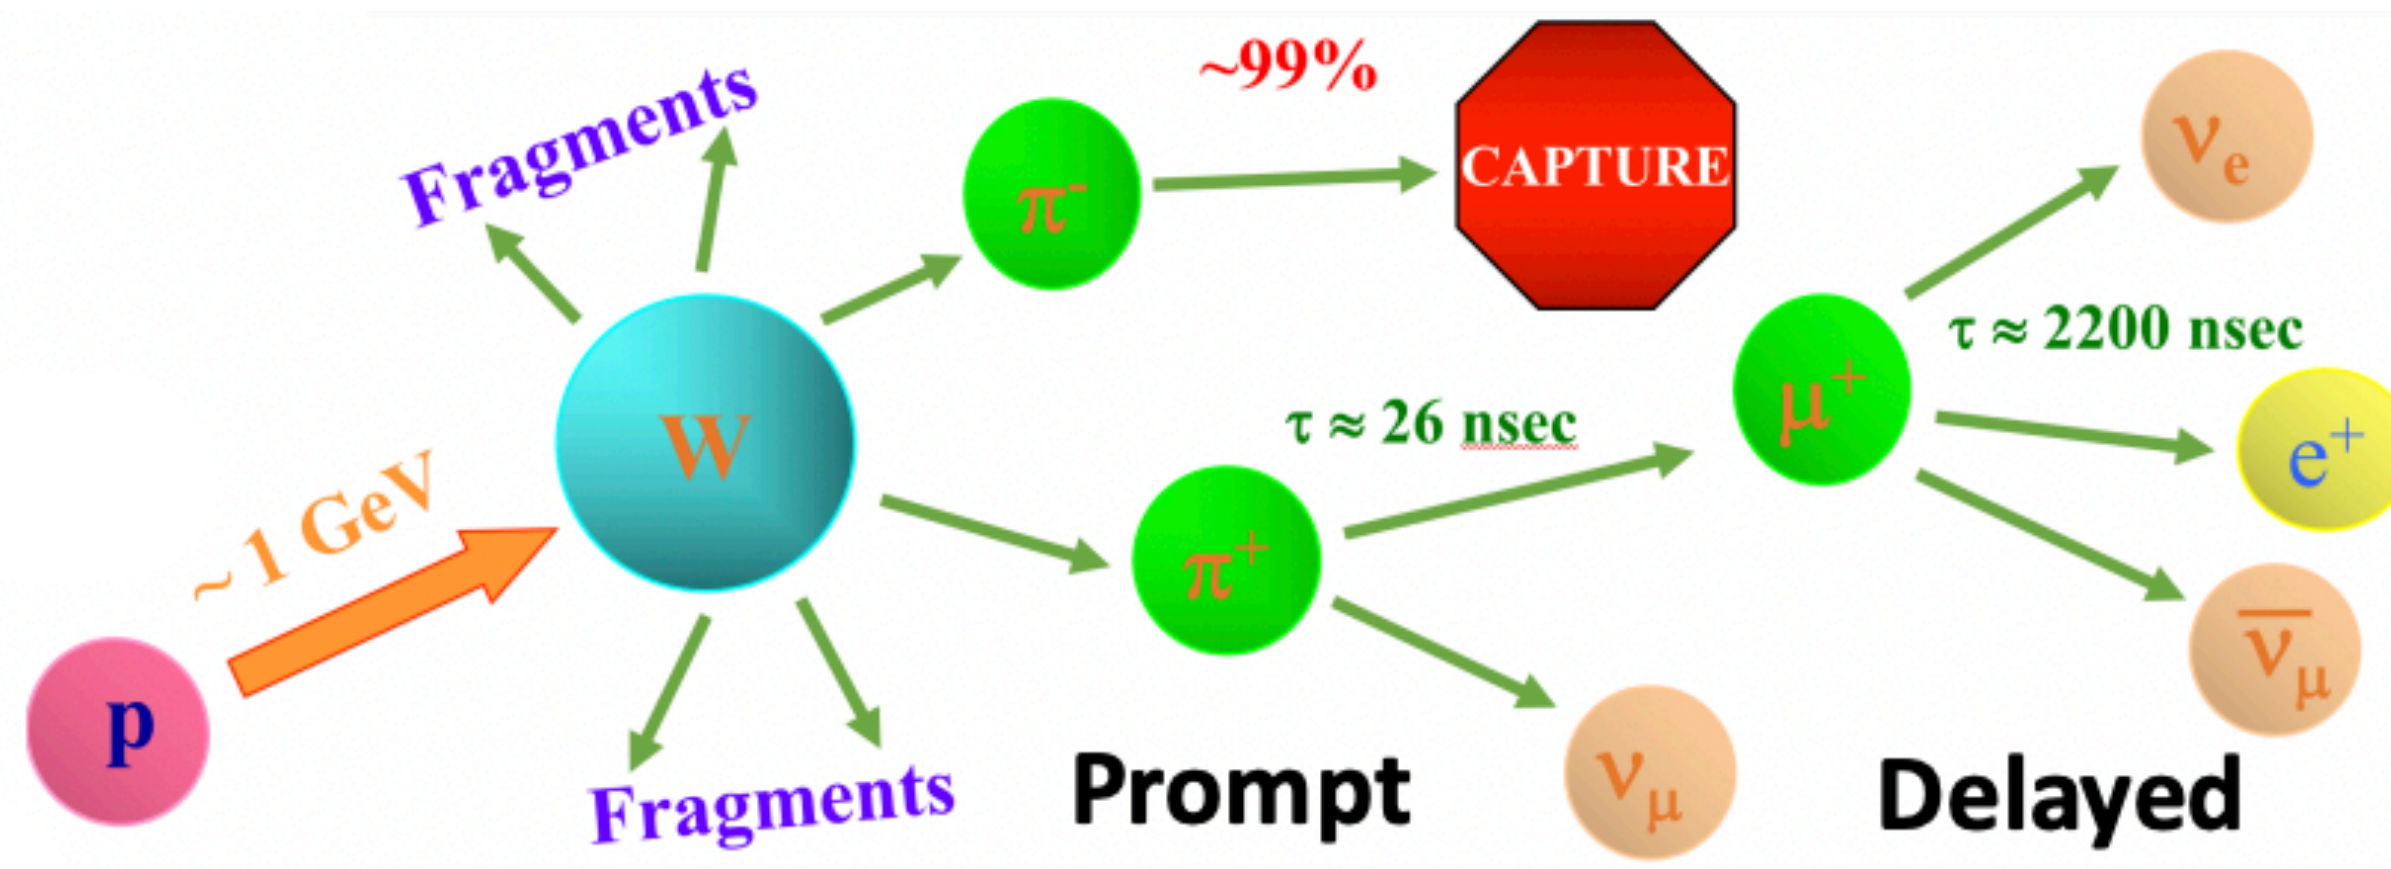 ~99%
Fragments
CAPTURE
νe
π-
τ ≈ 2200 nsec
μ+
W
τ ≈ 26 nsec
e+
~ 1 GeV
π+
ν̅μ
p
νμ
Prompt
Delayed
Fragments